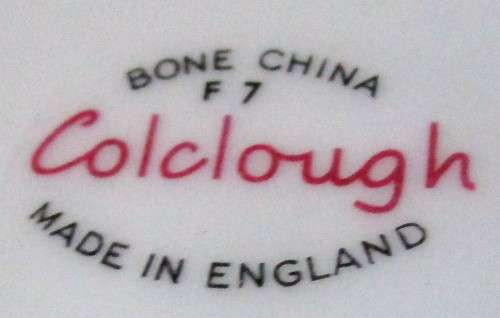 BONE CHINA
F 7
Colclough
MADE IN ENGLAND